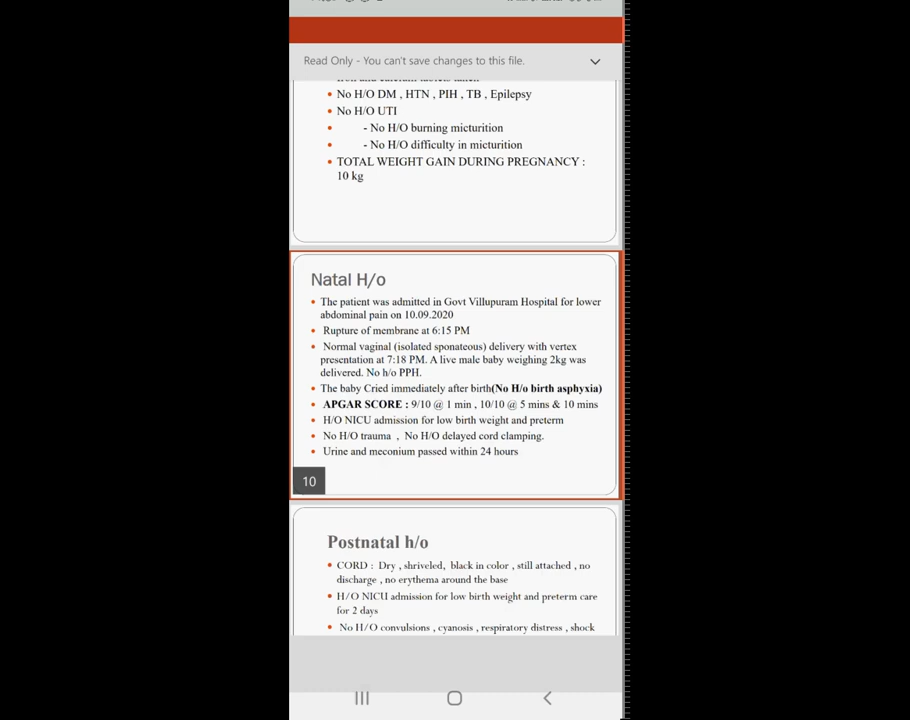 Read Only - You can't save changes to this file.
• No H/O DM , HTN , PIH , TB , Epilepsy
• No H/O UTI
• - No H/O burning micturition
• - No H/O difficulty in micturition
• TOTAL WEIGHT GAIN DURING PREGNANCY :
10 kg
Natal H/o
• The patient was admitted in Govt Villupuram Hospital for lower
abdominal pain on 10.09.2020
• Rupture of membrane at 6:15 PM
• Normal vaginal (isolated sponateous) delivery with vertex
presentation at 7:18 PM. A live male baby weighing 2kg was
delivered. No h/o PPH.
• The baby Cried immediately after birth(No H/o birth asphyxia)
• APGAR SCORE : 9/10 @ 1 min , 10/10 @ 5 mins & 10 mins
• H/O NICU admission for low birth weight and preterm
• No H/O trauma , No H/O delayed cord clamping.
• Urine and meconium passed within 24 hours
10
Postnatal h/o
• CORD : Dry , shriveled, black in color , still attached , no
discharge , no erythema around the base
• H/O NICU admission for low birth weight and preterm care
for 2 days
• No H/O convulsions , cyanosis , respiratory distress , shock